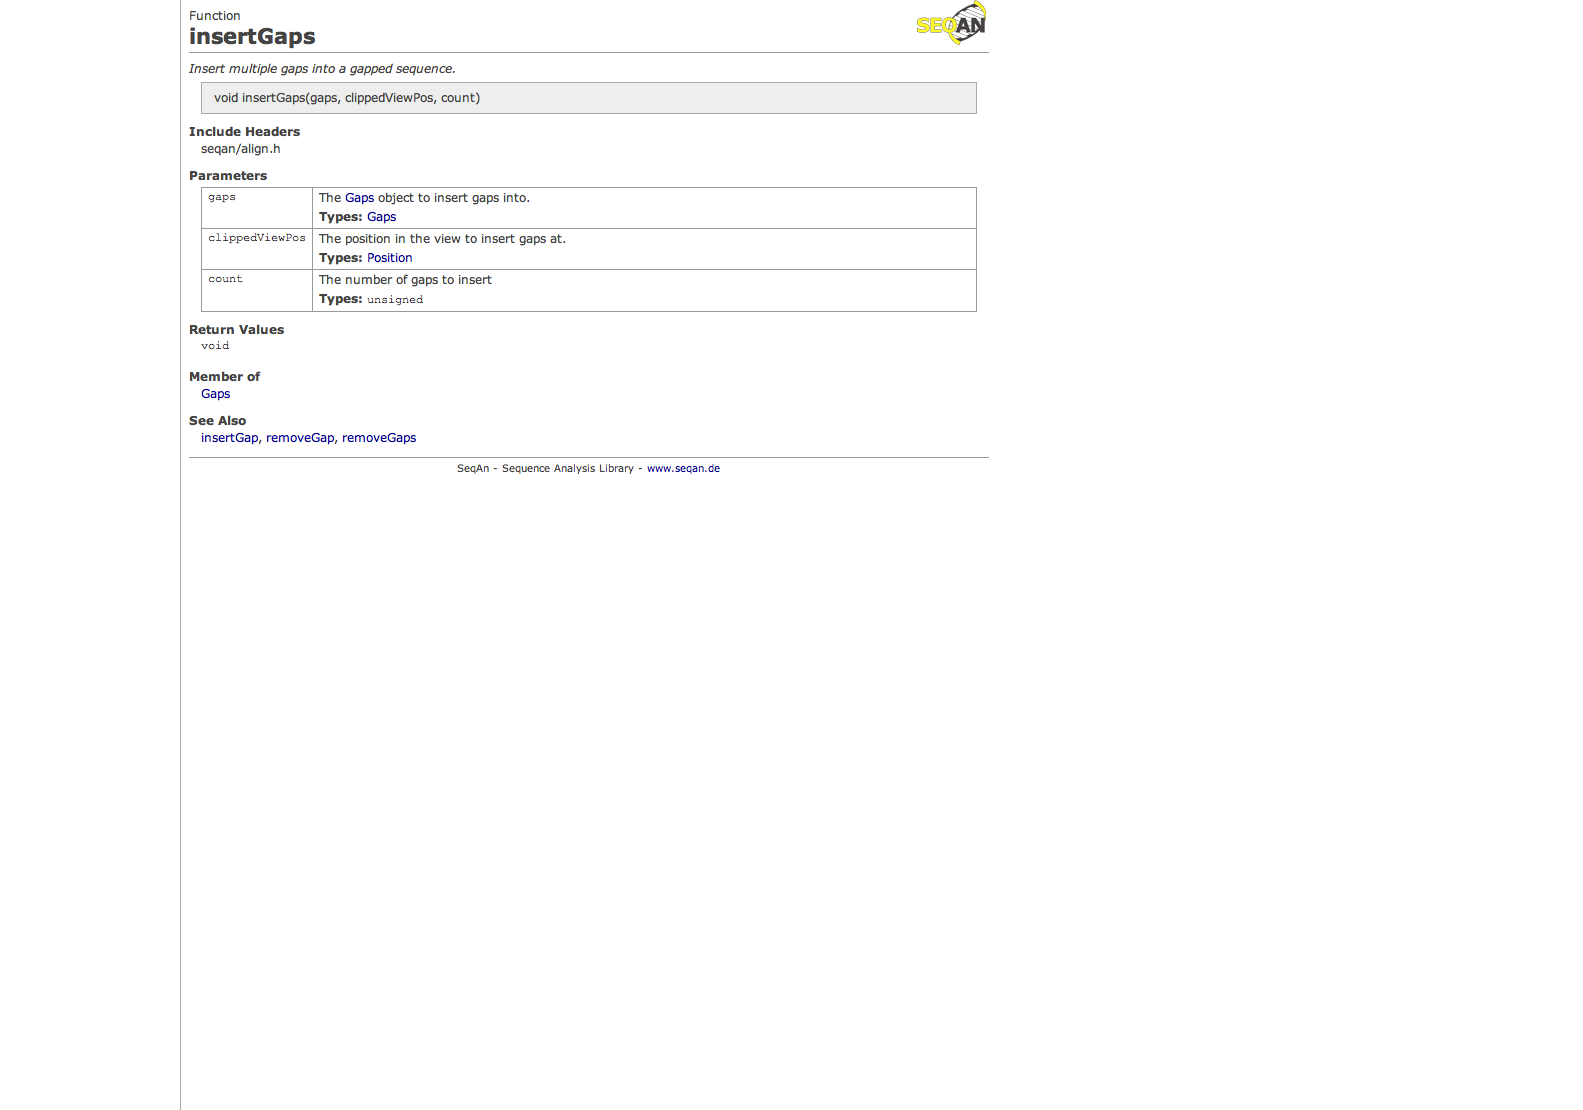 Function
SEQAN
insertGaps
Insert multiple gaps into a gapped sequence.
void insertGaps(gaps, clippedViewPos, count)
Include Headers
seqan/align.h
Parameters
gaps The Gaps object to insert gaps into.
Types: Gaps
clippedViewPos The position in the view to insert gaps at.
Types: Position
count The number of gaps to insert
Types: unsigned
Return Values
void
Member of
Gaps
See Also
insertGap, removeGap, removeGaps
SeqAn - Sequence Analysis Library - www.seqan.de